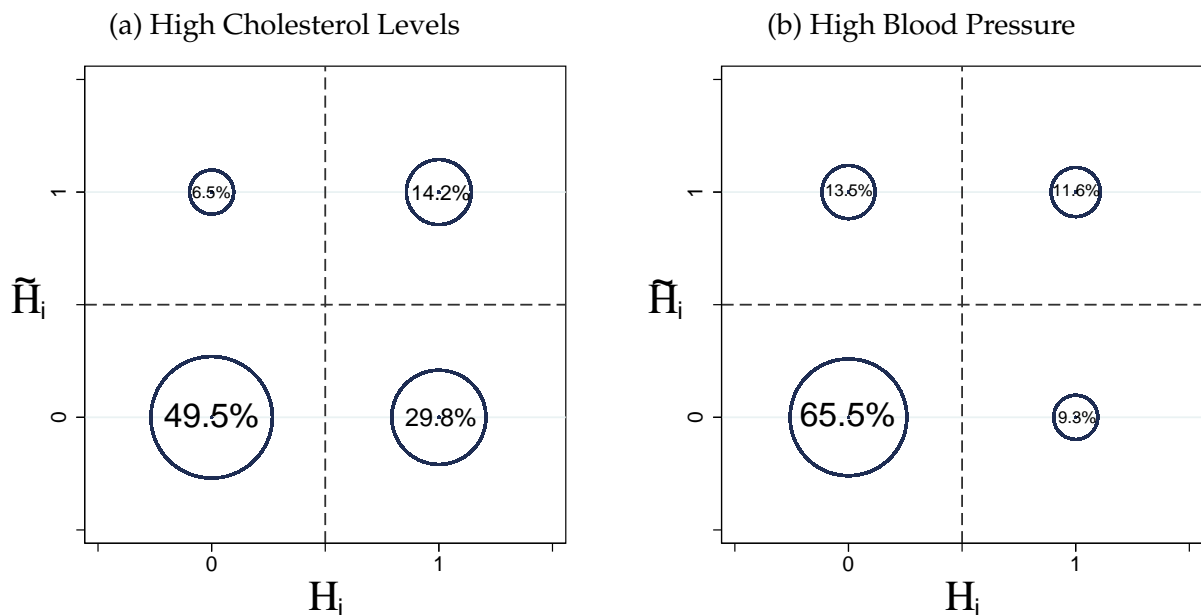 (a) High Cholesterol Levels
1
0
H̃i
6.5%
14.2%
49.5%
29.8%
0
1
Hi
(b) High Blood Pressure
1
0
H̃i
13.5%
11.6%
65.5%
9.3%
0
1
Hi